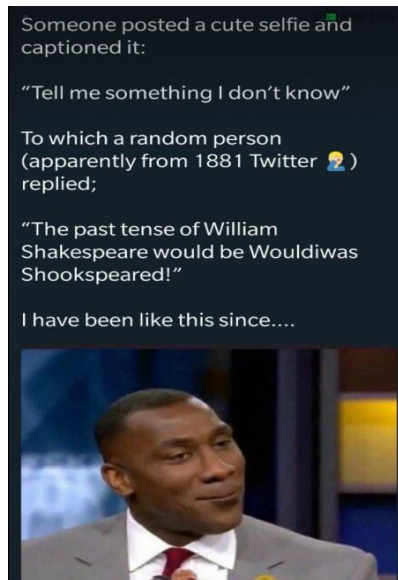 Someone posted a cute selfie and
captioned it:
“Tell me something I don’t know”
To which a random person
(apparently from 1881 Twitter 🤦🏼‍♂️ )
replied;
“The past tense of William
Shakespeare would be Wouldiwas
Shookspeared!”
I have been like this since....